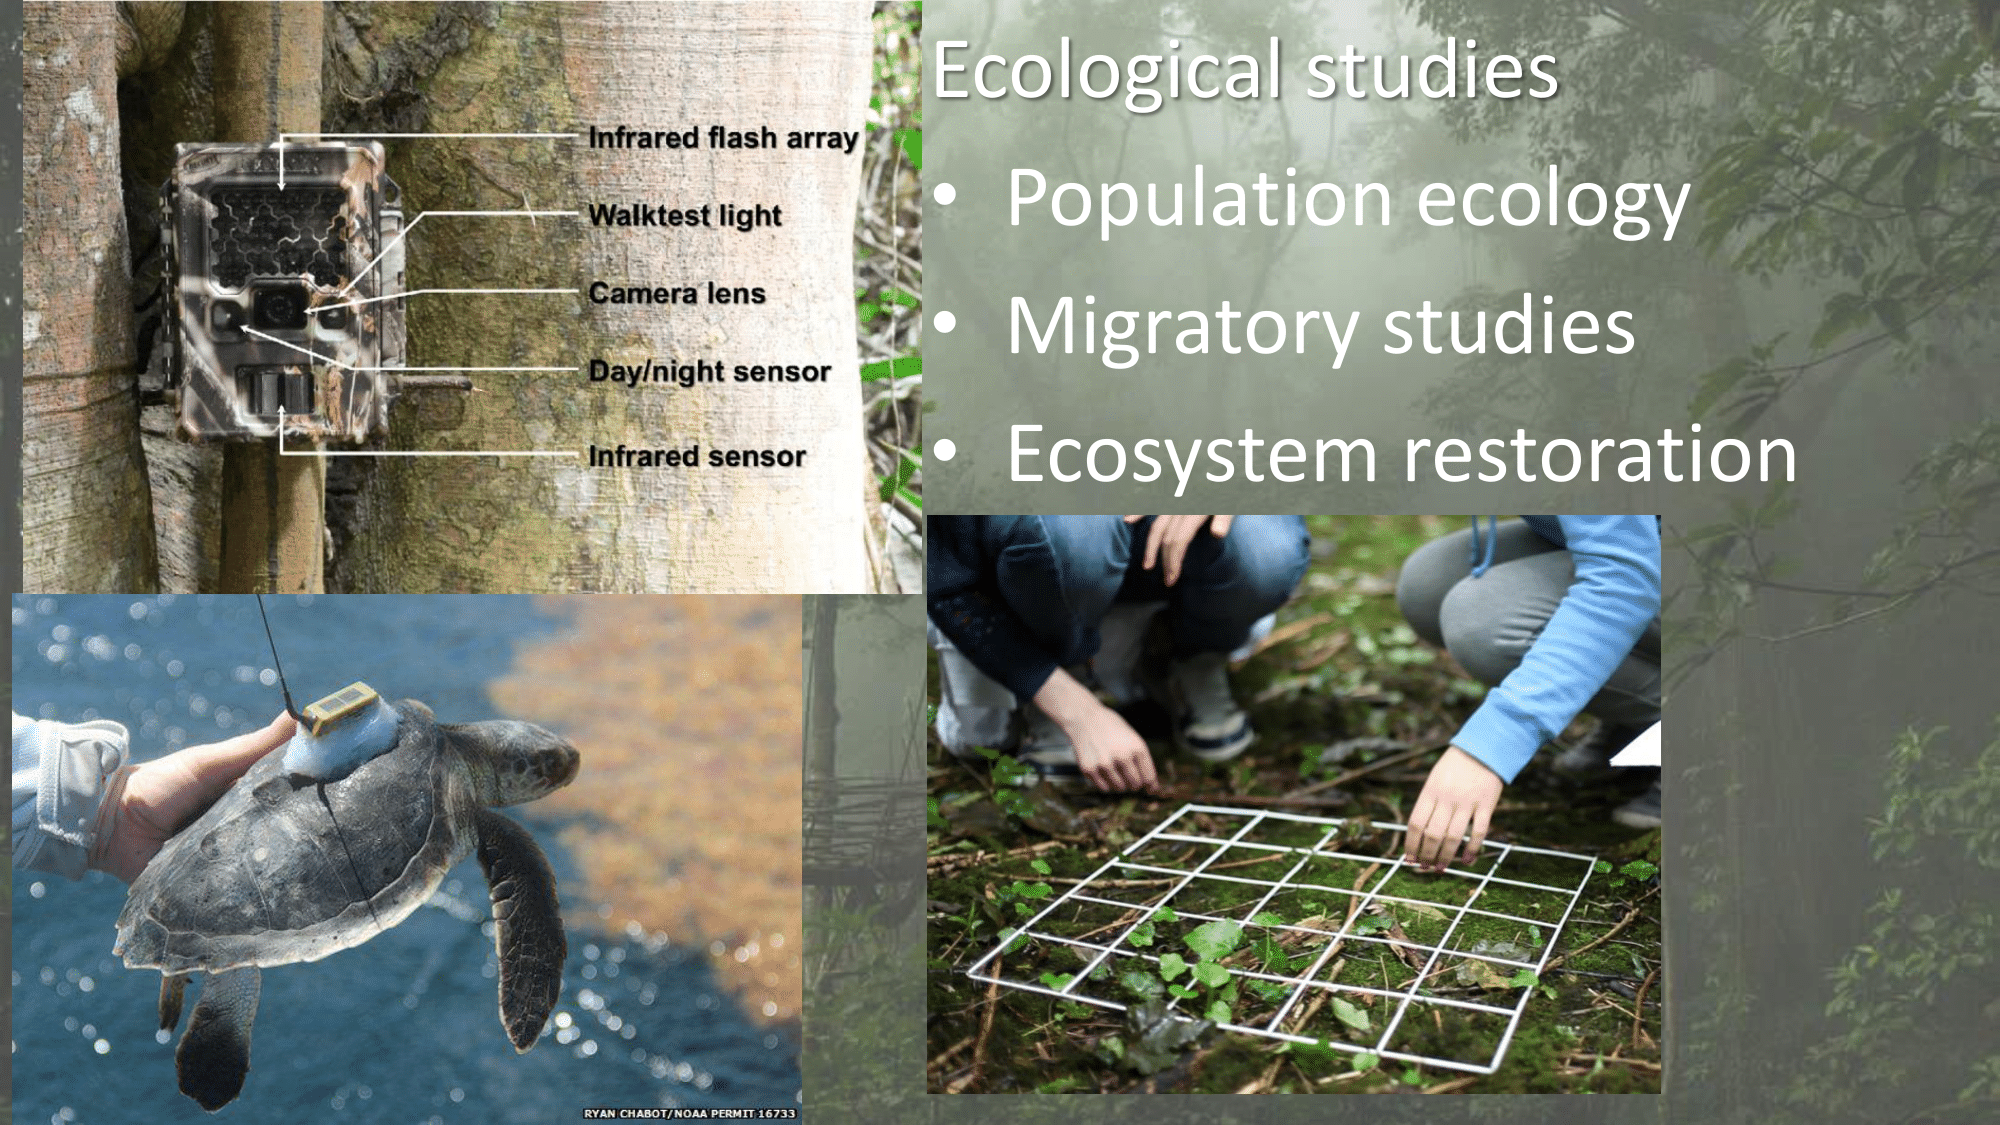 Infrared flash array
Walktest light
Camera lens
Day/night sensor
Infrared sensor
Ecological studies
• Population ecology
• Migratory studies
• Ecosystem restoration
RYAN CHABOT/NOAA PERMIT 16733